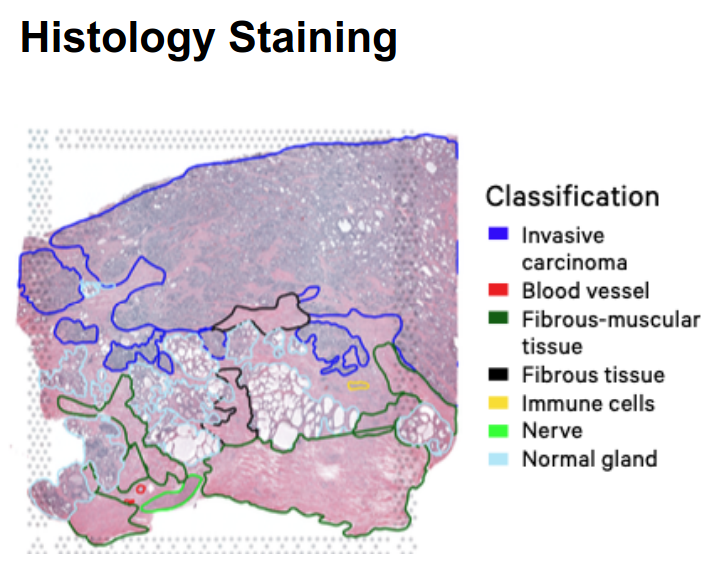 Histology Staining
Classification
Invasive
carcinoma
Blood vessel
Fibrous-muscular
tissue
Fibrous tissue
Immune cells
Nerve
Normal gland